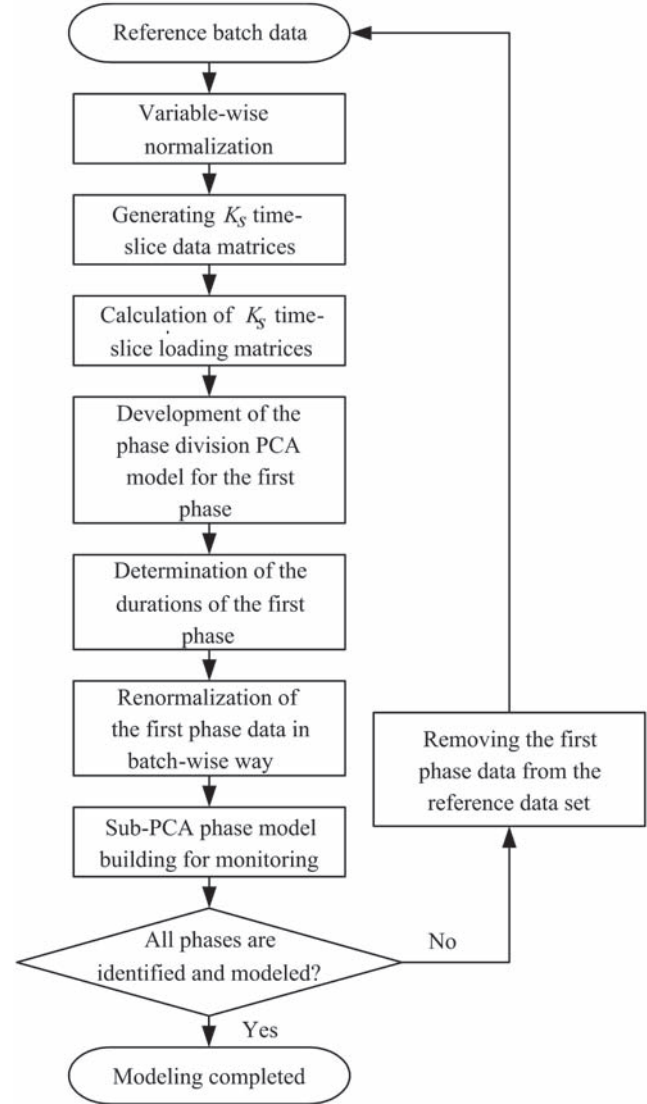 Reference batch data
Variable-wise
normalization
Generating Ks time-
slice data matrices
Calculation of Ks time-
slice loading matrices
Development of the
phase division PCA
model for the first
phase
Determination of the
durations of the first
phase
Renormalization of
the first phase data in
batch-wise way
Removing the first
phase data from the
reference data set
Sub-PCA phase model
building for monitoring
All phases are
identified and modeled?
No
Yes
Modeling completed